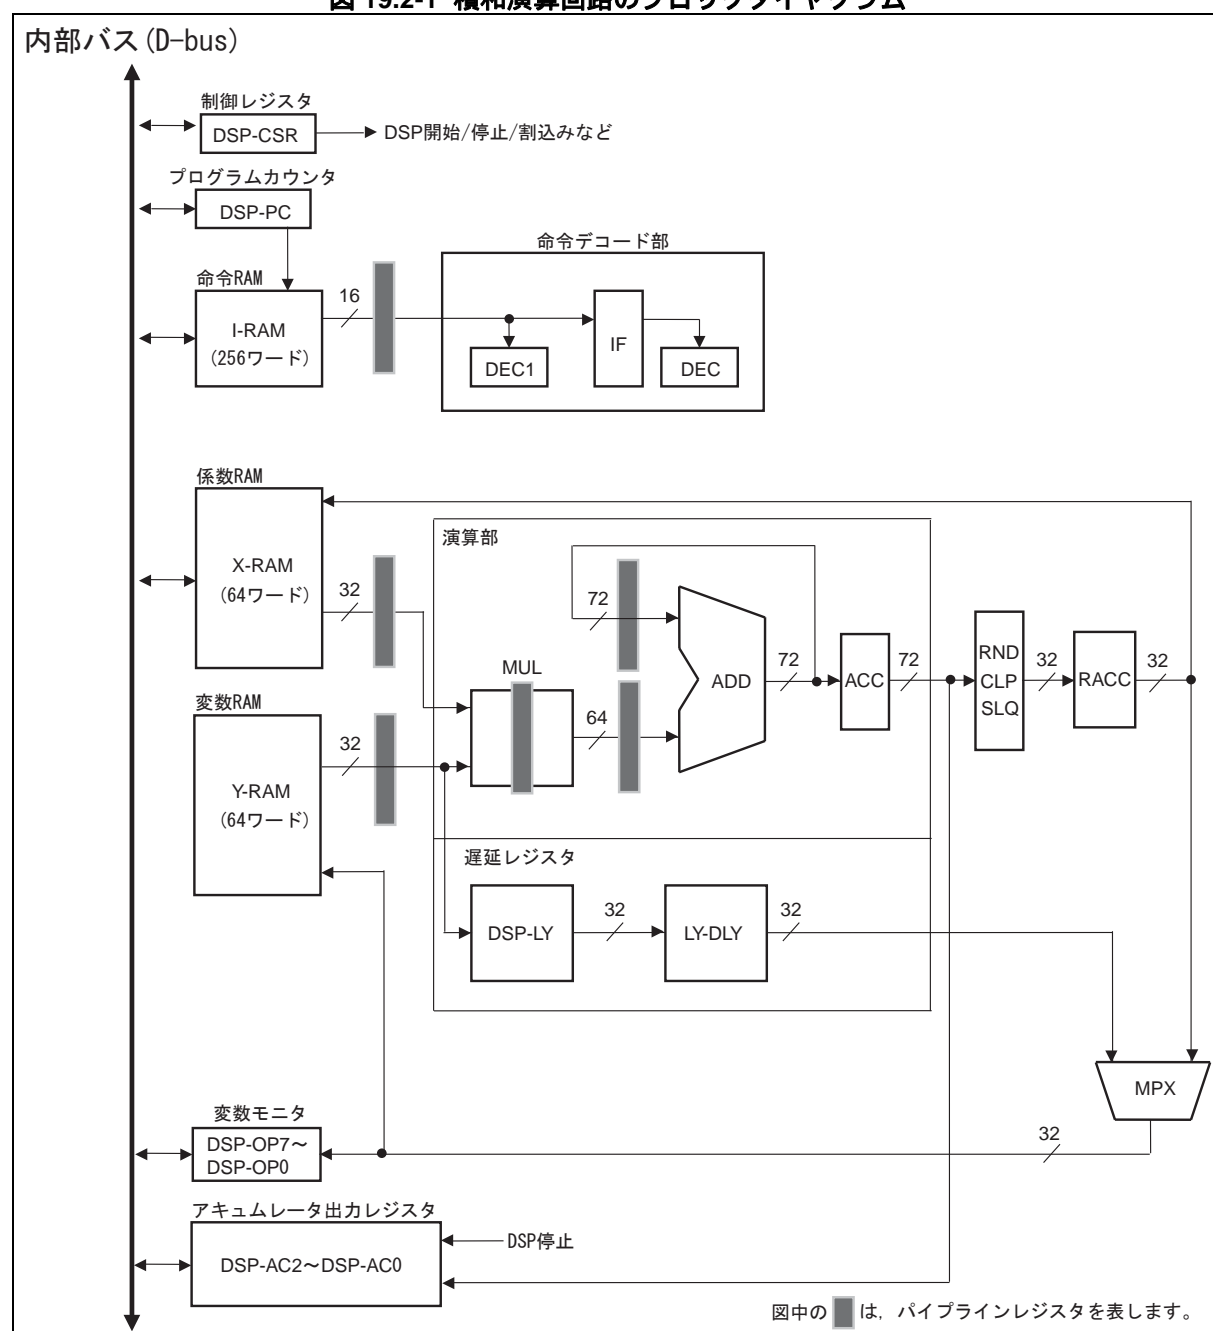 図 19.2-1 積和演算回路のブロックダイヤグラム
内部バス(D-bus)
制御レジスタ
DSP-CSR
DSP開始/停止/割込みなど
プログラムカウンタ
DSP-PC
命令デコード部
命令RAM
16
I-RAM
(256ワード)
IF
DEC1
DEC
係数RAM
演算部
X-RAM
(64ワード)
32
72
MUL
ADD
72
ACC
72
RND
CLP
SLQ
32
RACC
32
変数RAM
64
32
Y-RAM
(64ワード)
遅延レジスタ
DSP-LY
32
LY-DLY
32
MPX
変数モニタ
32
DSP-OP7～
DSP-OP0
アキュムレータ出力レジスタ
DSP停止
DSP-AC2～DSP-AC0
図中の は, パイプラインレジスタを表します。